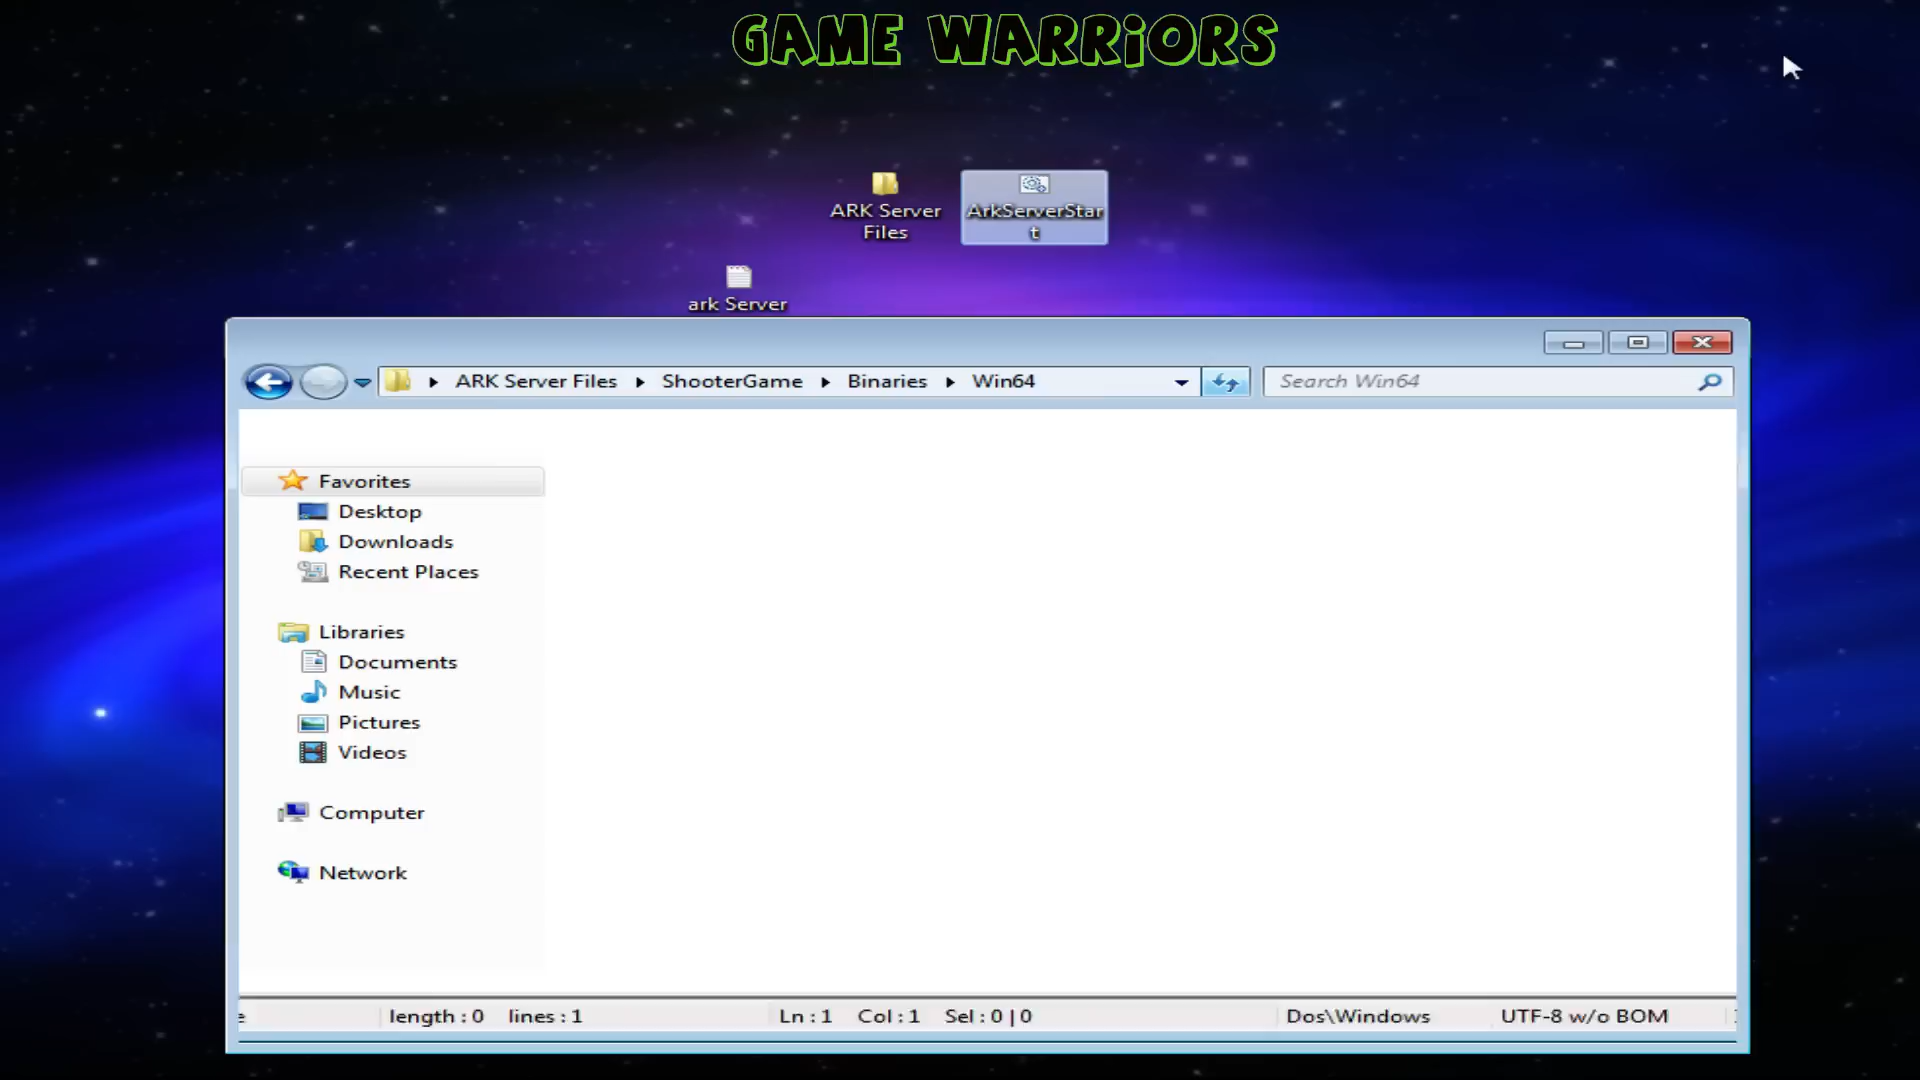 GAME WARRiORS
ARK Server
Files
ArkServerStar
t
ark Server
ARK Server Files
ShooterGame
Binaries
Win64
Search Win64
Favorites
Desktop
Downloads
Recent Places
Libraries
Documents
Music
Pictures
Videos
Computer
Network
length : 0 lines : 1 Ln : 1 Col : 1 Sel : 0 | 0 Dos\Windows UTF-8 w/o BOM